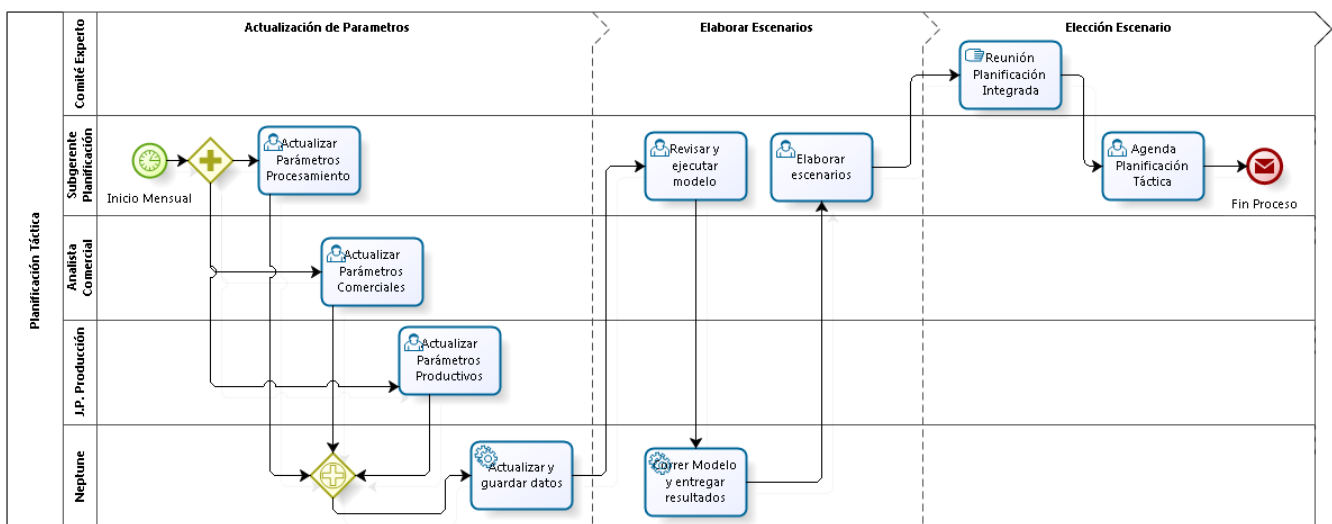 Actualización de Parametros
Elaborar Escenarios
Elección Escenario
Planificación Táctica
Comité Experto
Reunión
Planificación
Integrada
Subgerente
Planificación
Inicio Mensual
Actualizar
Parámetros
Procesamiento
Revisar y
ejecutar
modelo
Elaborar
escenarios
Agenda
Planificación
Táctica
Fin Proceso
Analista
Comercial
Actualizar
Parámetros
Comerciales
J.P. Producción
Actualizar
Parámetros
Productivos
Neptune
Actualizar y
guardar datos
Correr Modelo
y entregar
resultados